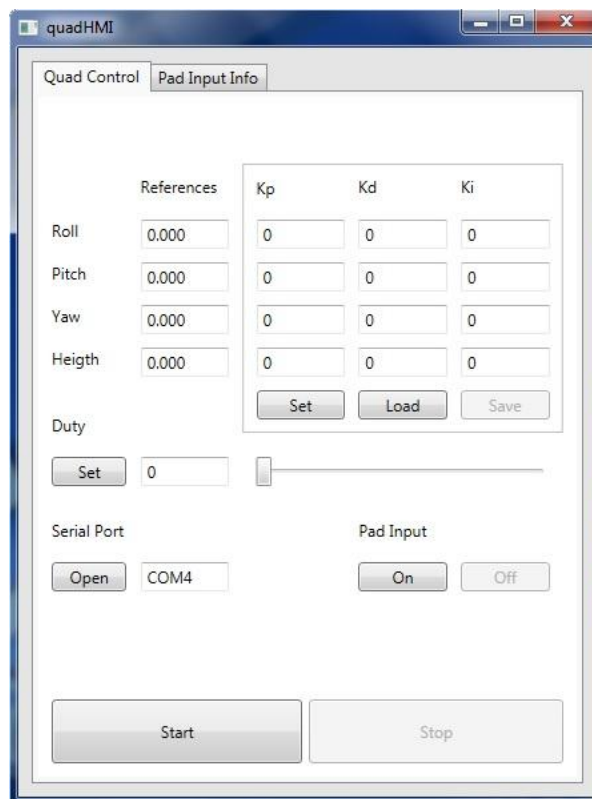 quadHMI
Quad Control Pad Input Info
References Kp Kd Ki
Roll 0.000 0 0 0
Pitch 0.000 0 0 0
Yaw 0.000 0 0 0
Heigth 0.000 0 0 0
Set Load Save
Duty
Set 0
Serial Port Pad Input
Open COM4 On Off
Start Stop